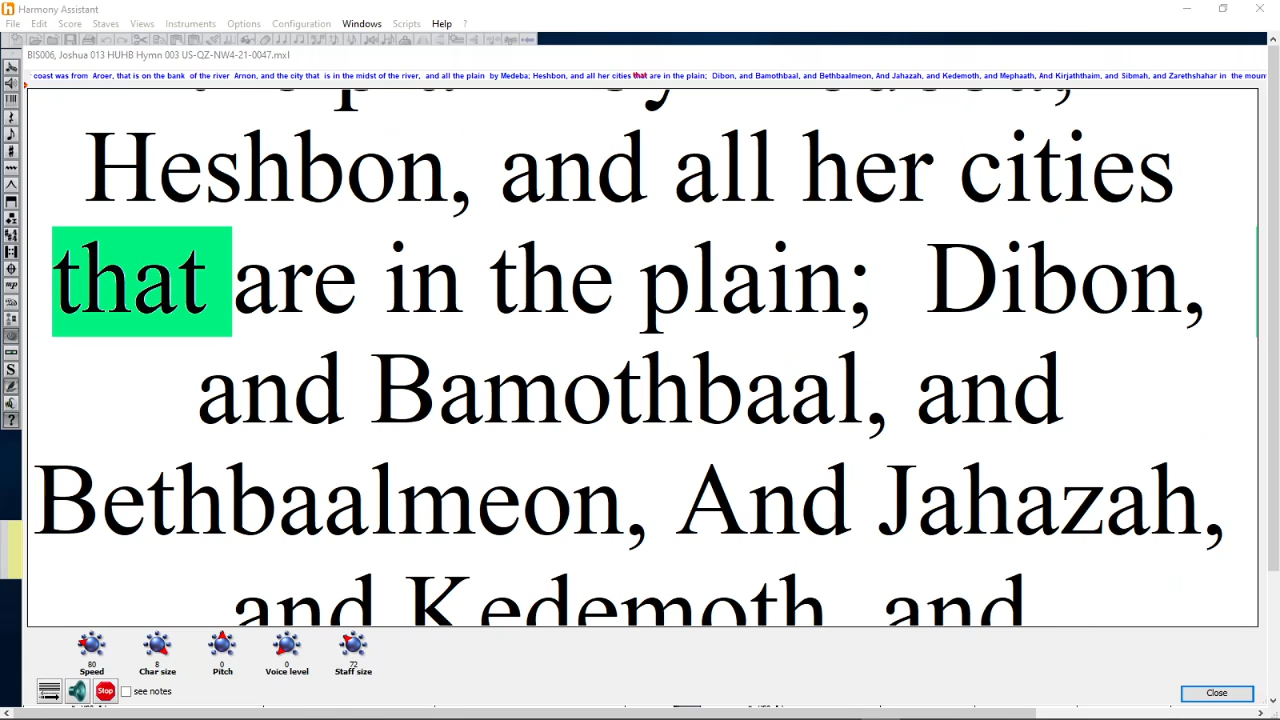 Harmony Assistant
File Edit Score Staves Views Instruments Options Configuration Windows Scripts Help ?
BIS006, Joshua 013 HUHB Hymn 003 US-QZ-NW4-21-0047.mxl
coast was from Aroer, that is on the bank of the river Arnon, and the city that is in the midst of the river, and all the plain by Medeba; Heshbon, and all her cities that are in the plain; Dibon, and Bamothbaal, and Bethbaalmeon, And Jahazah, and Kedemoth, and Mephaath, And Kirjathaim, and Sibmah, and Zarethshahar in the moun
Heshbon, and all her cities
that are in the plain; Dibon,
and Bamothbaal, and
Bethbaalmeon, And Jahazah,
and Kedemoth, and
80 8 0 0 72
Speed Char size Pitch Voice level Staff size
Stop see notes
Close